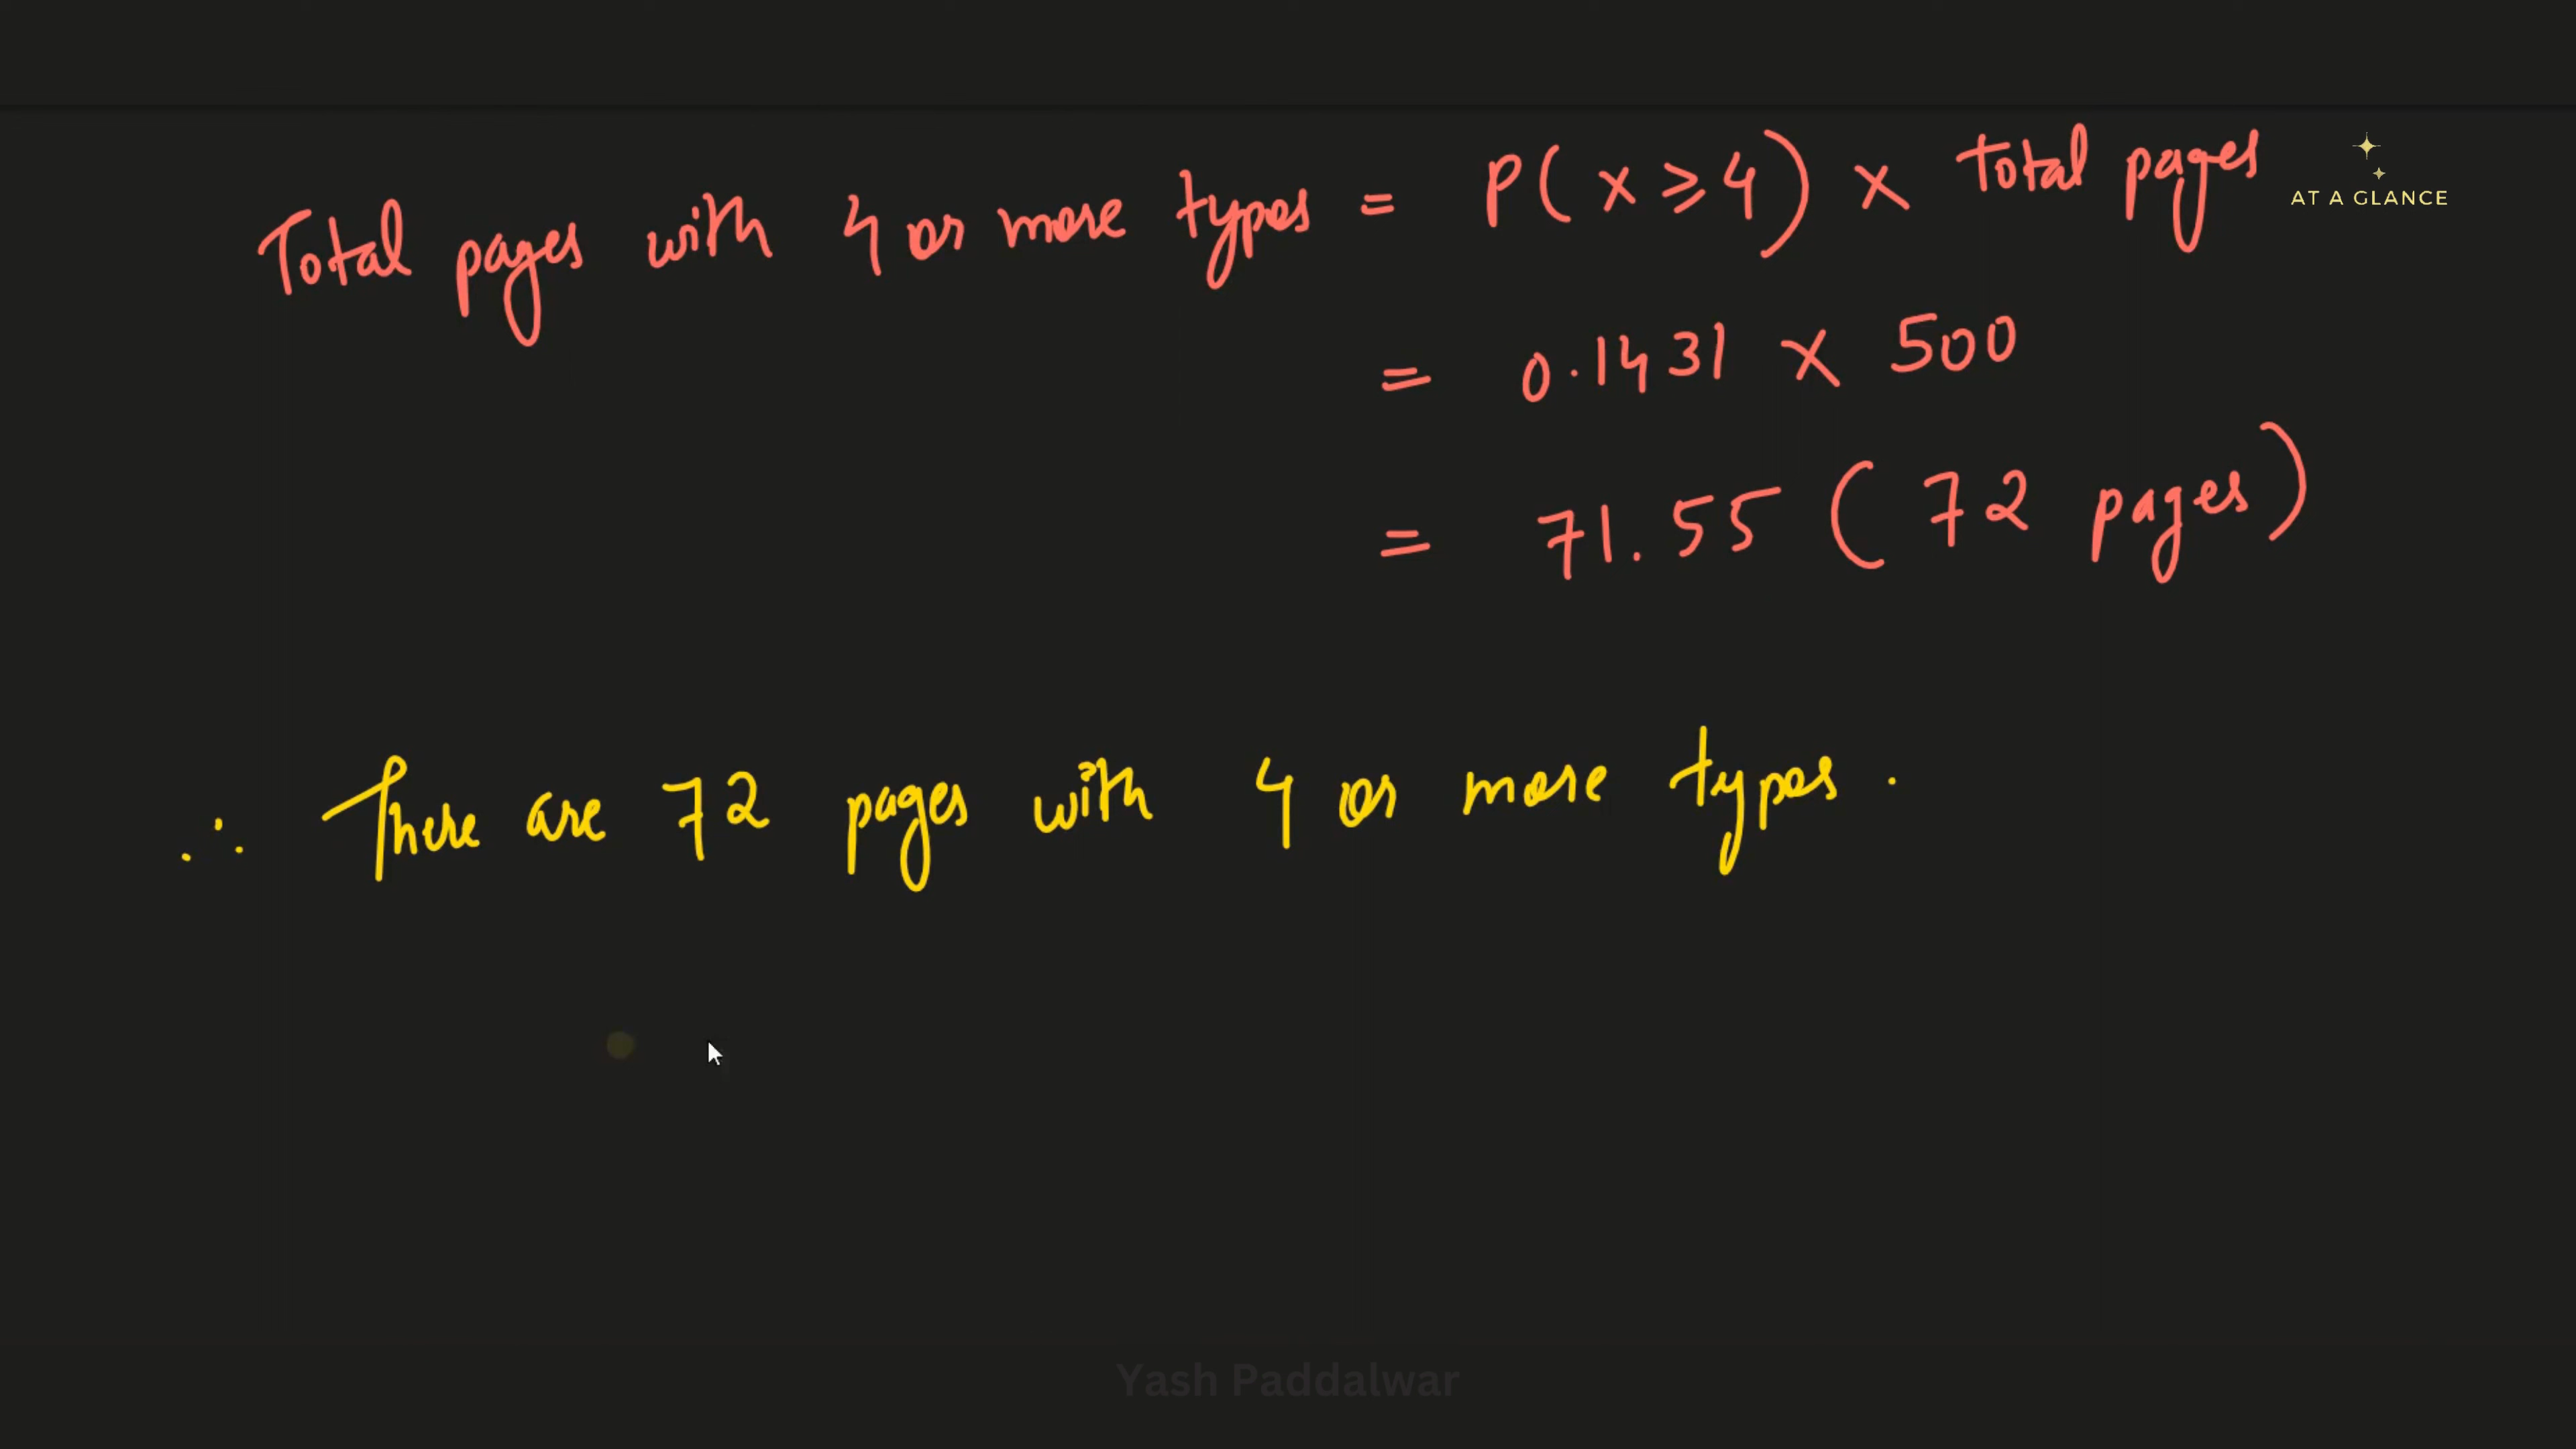 Total pages with 4 or more types = P( x ⩾ 4 ) × Total pages
AT A GLANCE
= 0.1431 × 500
= 71.55 ( 72 pages )
∴ There are 72 pages with 4 or more types .
Yash Paddalwar